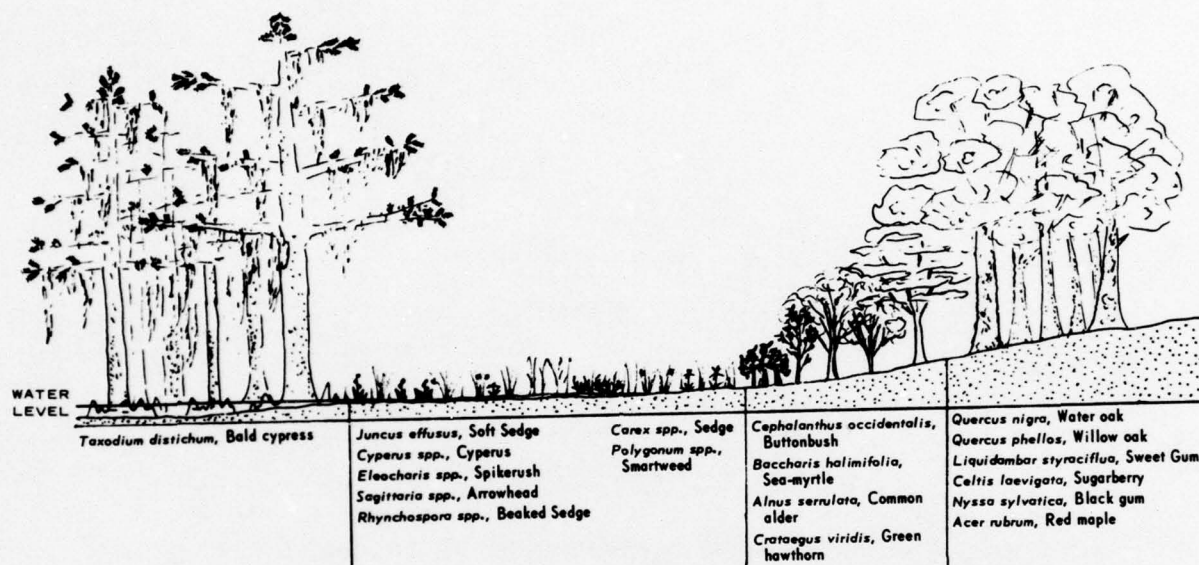 WATER
LEVEL
Taxodium distichum, Bald cypress
Juncus effusus, Soft Sedge
Cyperus spp., Cyperus
Eleocharis spp., Spikerush
Sagittaria spp., Arrowhead
Rhynchospora spp., Beaked Sedge
Carex spp., Sedge
Polygonum spp.,
Smartweed
Cephalanthus occidentalis,
Buttonbush
Baccharis halimifolia,
Sea-myrtle
Alnus serrulata, Common
alder
Crataegus viridis, Green
hawthorn
Quercus nigra, Water oak
Quercus phellos, Willow oak
Liquidambar styraciflua, Sweet Gum
Celtis laevigata, Sugarberry
Nyssa sylvatica, Black gum
Acer rubrum, Red maple